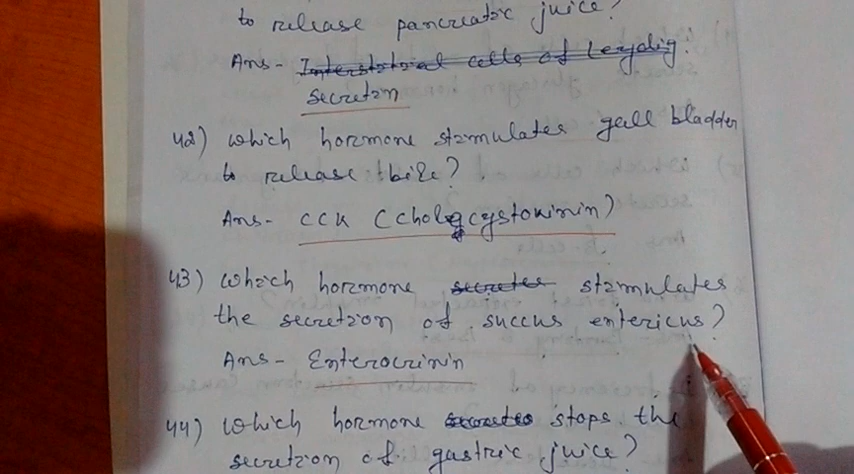 to release pancreatic juice?
Ans - Interstitial cells of Leydig.
secretin
42) which hormone stimulates gall bladder
to release bile?
Ans - CCK (Cholecystokinin)
43) which hormone secretes stimulates
the secretion of succus entericus?
Ans - Enterocrinin
44) which hormone secretes stops the
secretion of gastric juice?